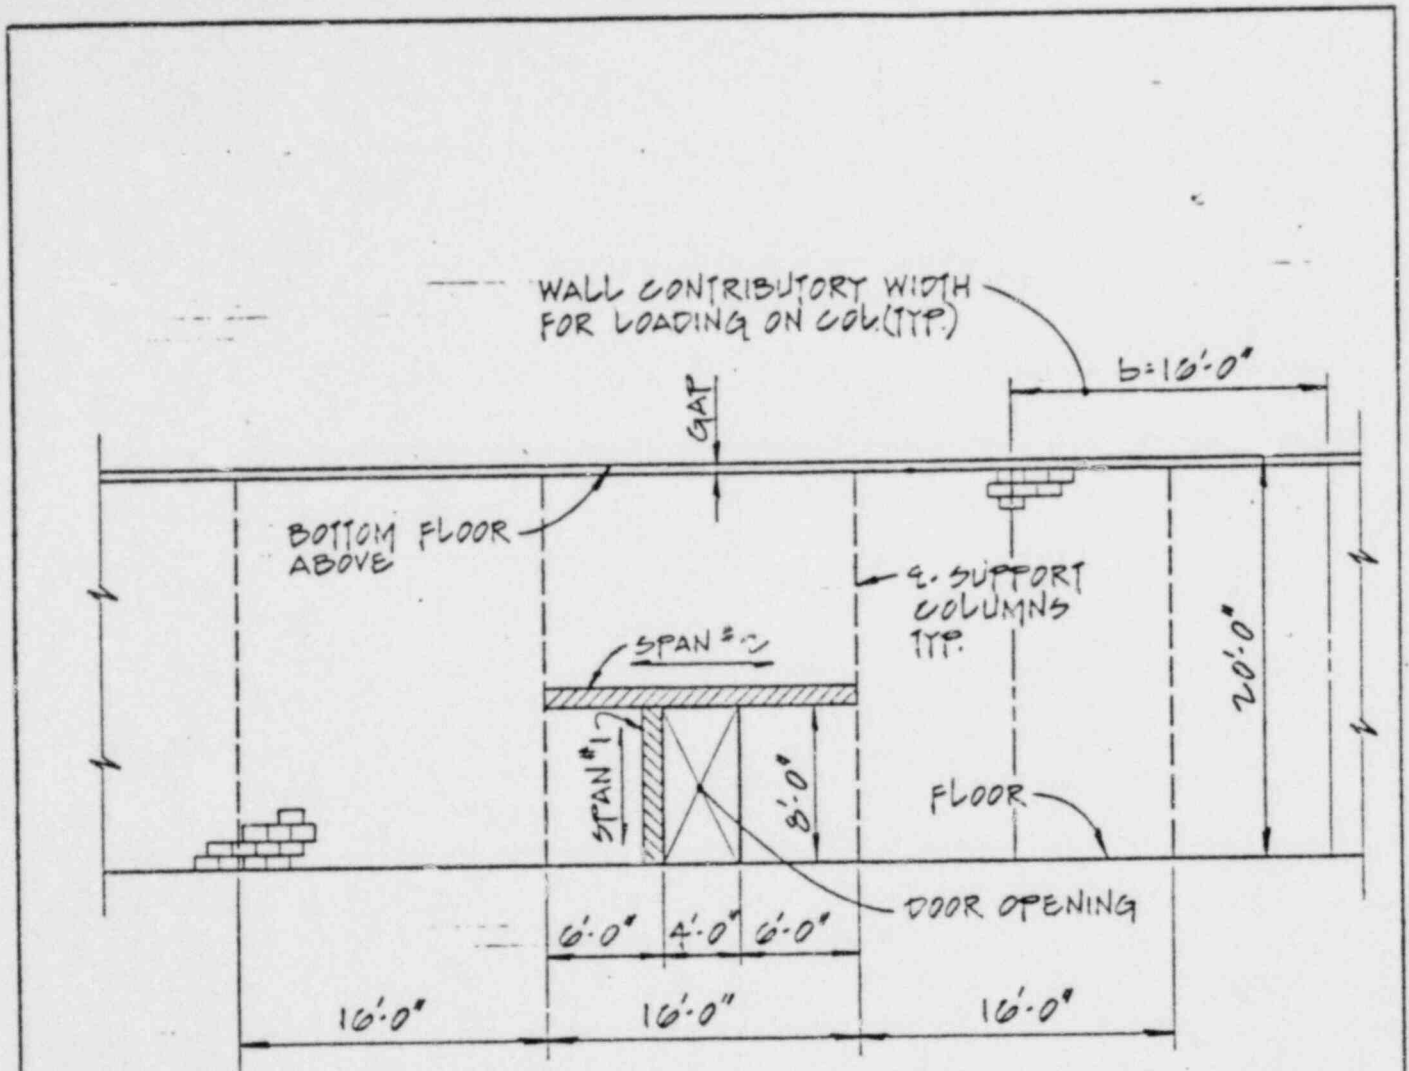 WALL CONTRIBUTORY WIDTH
FOR LOADING ON COL.(TYP.)
b=16'-0"
GAP
BOTTOM FLOOR
ABOVE
℄ SUPPORT
COLUMNS
TYP.
SPAN #2
20'-0"
SPAN #1
8'-0"
FLOOR
DOOR OPENING
6'-0" 4'-0" 6'-0"
16'-0" 16'-0" 16'-0"